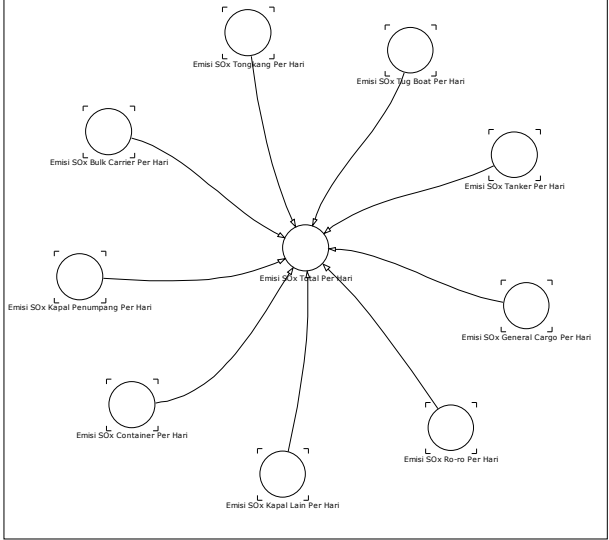 Emisi SOx Tongkang Per Hari
Emisi SOx Tug Boat Per Hari
Emisi SOx Bulk Carrier Per Hari
Emisi SOx Tanker Per Hari
Emisi SOx Total Per Hari
Emisi SOx Kapal Penumpang Per Hari
Emisi SOx General Cargo Per Hari
Emisi SOx Container Per Hari
Emisi SOx Ro-ro Per Hari
Emisi SOx Kapal Lain Per Hari